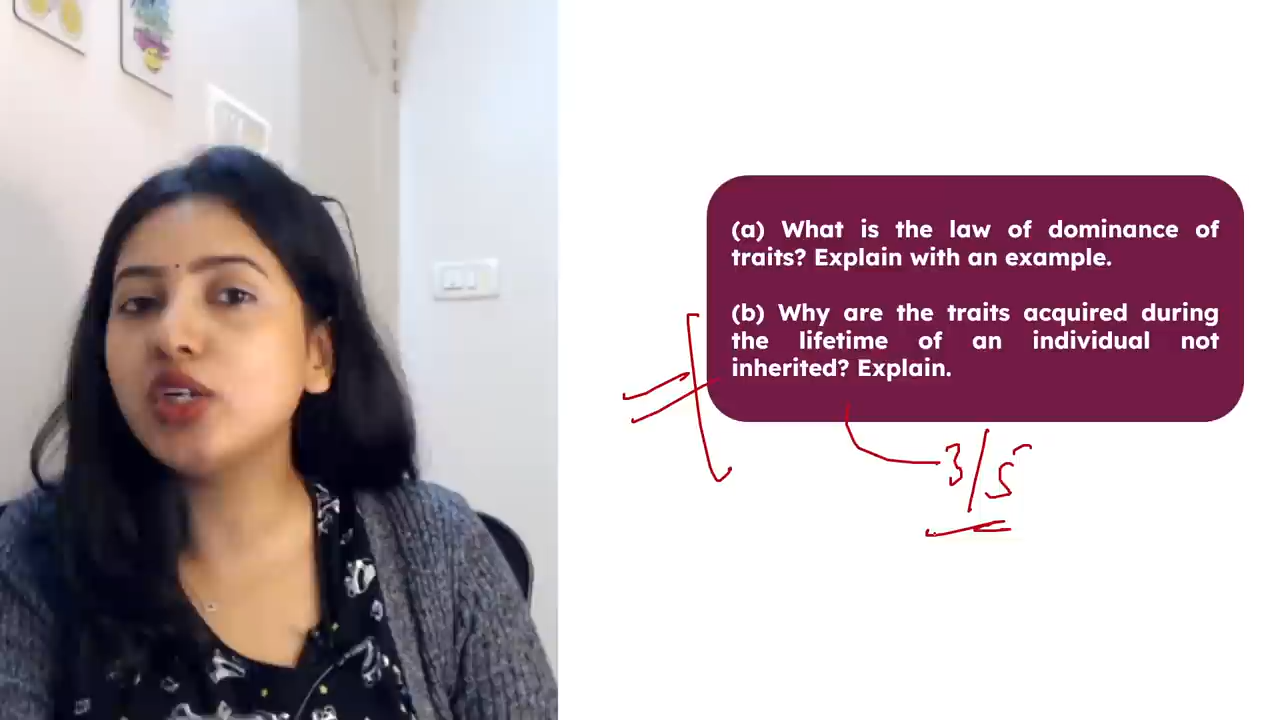 (a) What is the law of dominance of
traits? Explain with an example.
(b) Why are the traits acquired during
the lifetime of an individual not
inherited? Explain.
3/5